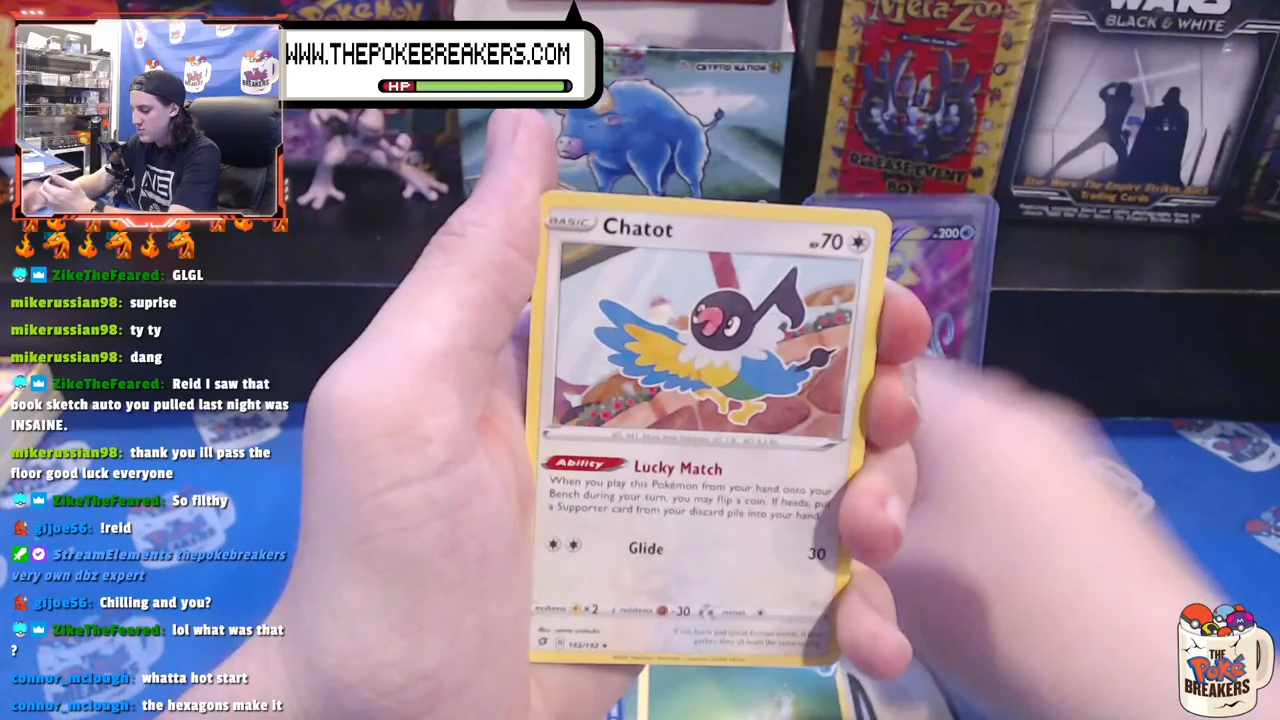 POKÉMON
WWW.THEPOKEBREAKERS.COM
HP
CRYPTID NATION
MetaZoo
RELEASE EVENT
BOX
WARS
BLACK & WHITE
Star Wars: The Empire Strikes Back
Trading Cards
200
BASIC Chatot HP 70
Ability Lucky Match
When you play this Pokémon from your hand onto your
Bench during your turn, you may flip a coin. If heads, put
a Supporter card from your discard pile into your hand.
Glide 30
weakness ×2 resistance -30 retreat
ZikeTheFeared: GLGL
mikerussian98: suprise
mikerussian98: ty ty
mikerussian98: dang
ZikeTheFeared: Reid I saw that
book sketch auto you pulled last night was
INSANE.
mikerussian98: thank you ill pass the
floor good luck everyone
ZikeTheFeared: So filthy
gijoe56: !reid
StreamElements thepokebreakers
very own dbz expert
gijoe56: Chilling and you?
ZikeTheFeared: lol what was that
?
connor_mclough: whatta hot start
connor_mclough: the hexagons make it
THE
Poké
BREAKERS